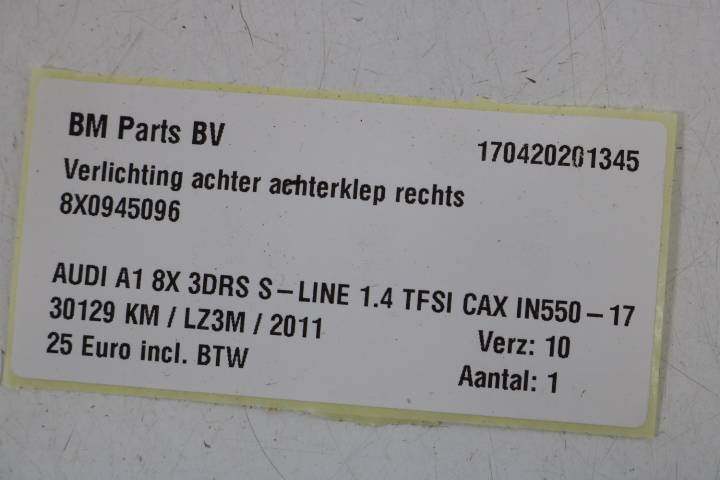 BM Parts BV
170420201345
Verlichting achter achterklep rechts
8X0945096
AUDI A1 8X 3DRS S-LINE 1.4 TFSI CAX IN550-17
30129 KM / LZ3M / 2011
Verz: 10
25 Euro incl. BTW
Aantal: 1